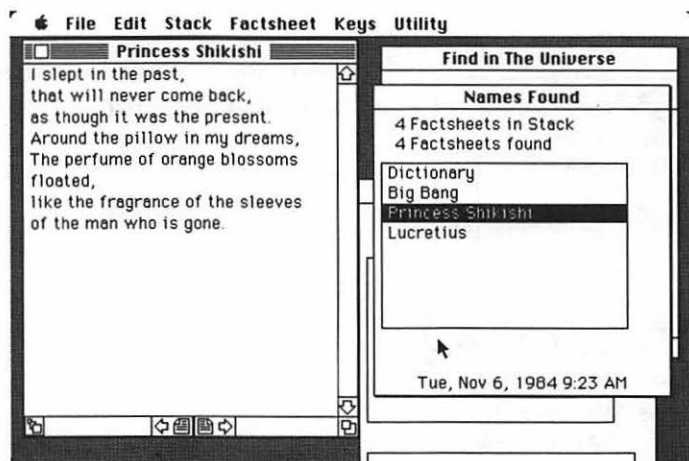 File Edit Stack Factsheet Keys Utility
Princess Shikishi
I slept in the past,
that will never come back,
as though it was the present.
Around the pillow in my dreams,
The perfume of orange blossoms
floated,
like the fragrance of the sleeves
of the man who is gone.
Find in The Universe
Names Found
4 Factsheets in Stack
4 Factsheets found
Dictionary
Big Bang
Princess Shikishi
Lucretius
Tue, Nov 6, 1984 9:23 AM